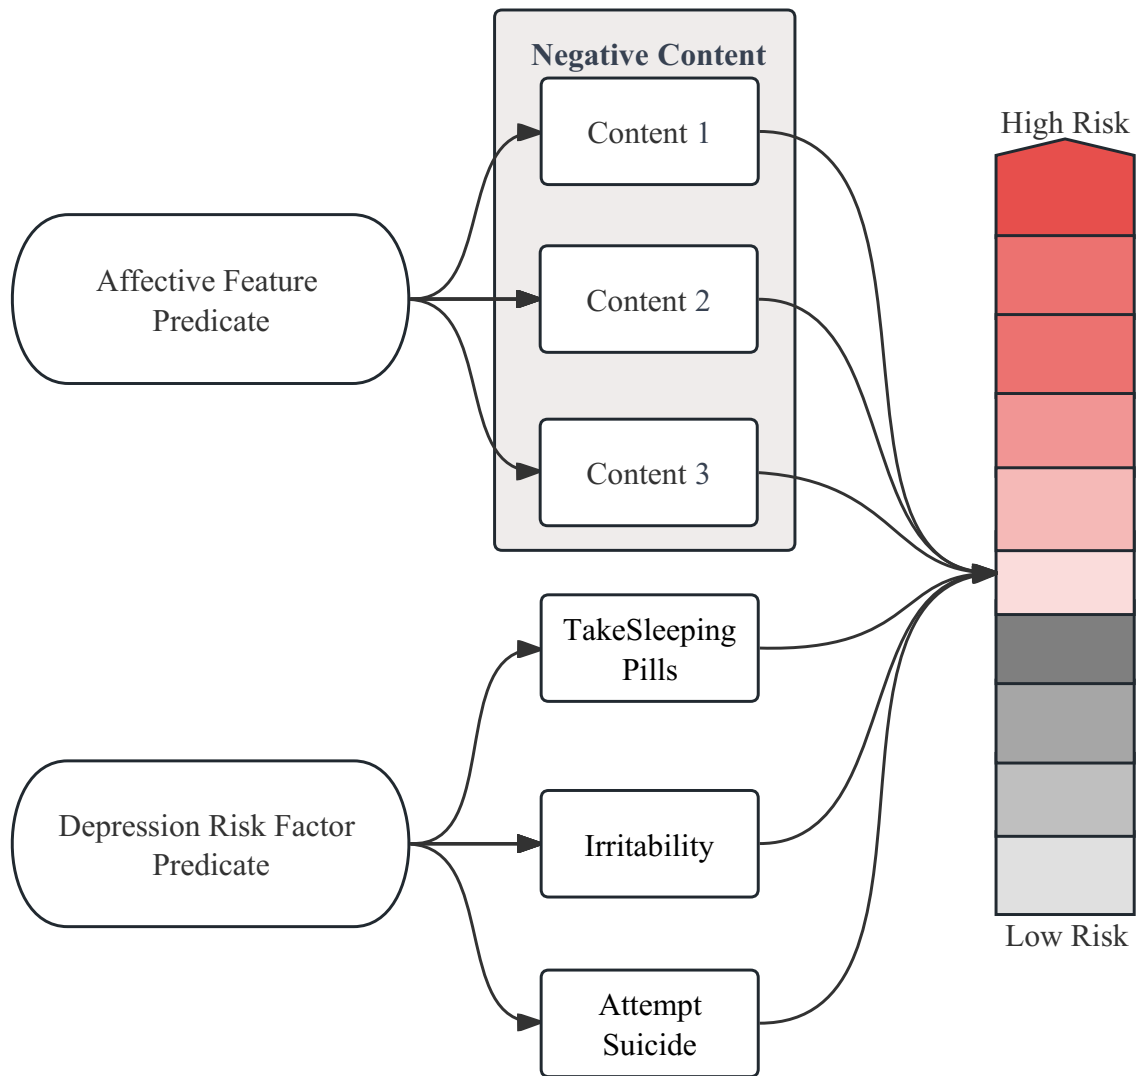 Negative Content
Content 1
Content 2
Content 3
Affective Feature
Predicate
TakeSleeping
Pills
Irritability
Attempt
Suicide
Depression Risk Factor
Predicate
High Risk
Low Risk